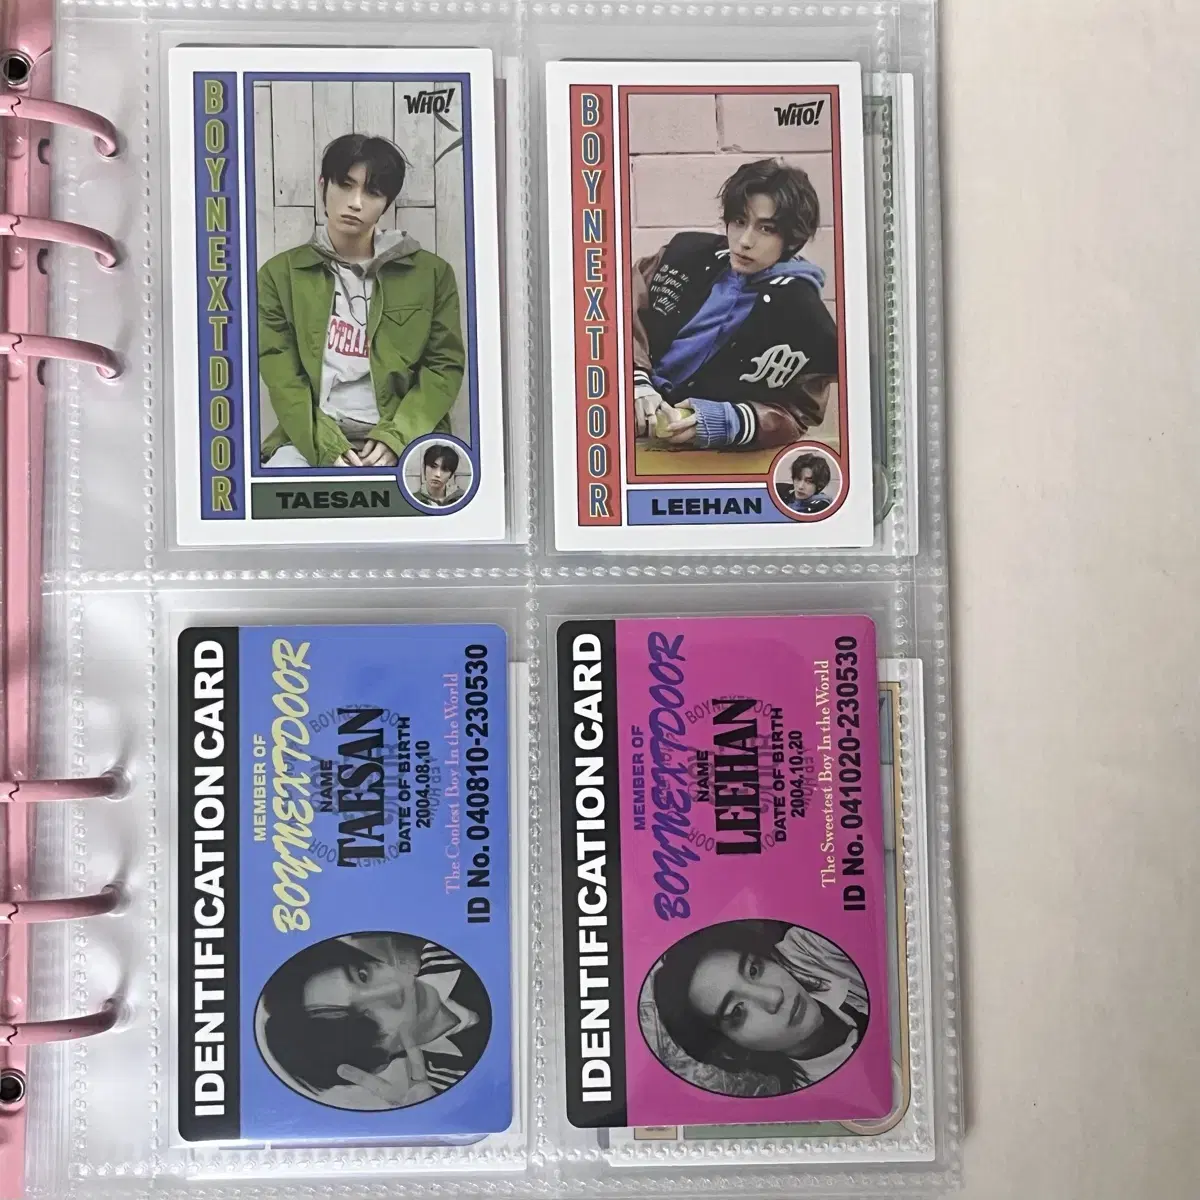 BOYNEXTDOOR
WHO!
TAESAN
BOYNEXTDOOR
WHO!
LEEHAN
IDENTIFICATION CARD
MEMBER OF
BOYNEXTDOOR
NAME
TAESAN
DATE OF BIRTH
2004.08.10
The Coolest Boy In the World
ID No. 040810-230530
IDENTIFICATION CARD
MEMBER OF
BOYNEXTDOOR
NAME
LEEHAN
DATE OF BIRTH
2004.10.20
The Sweetest Boy In the World
ID No. 041020-230530